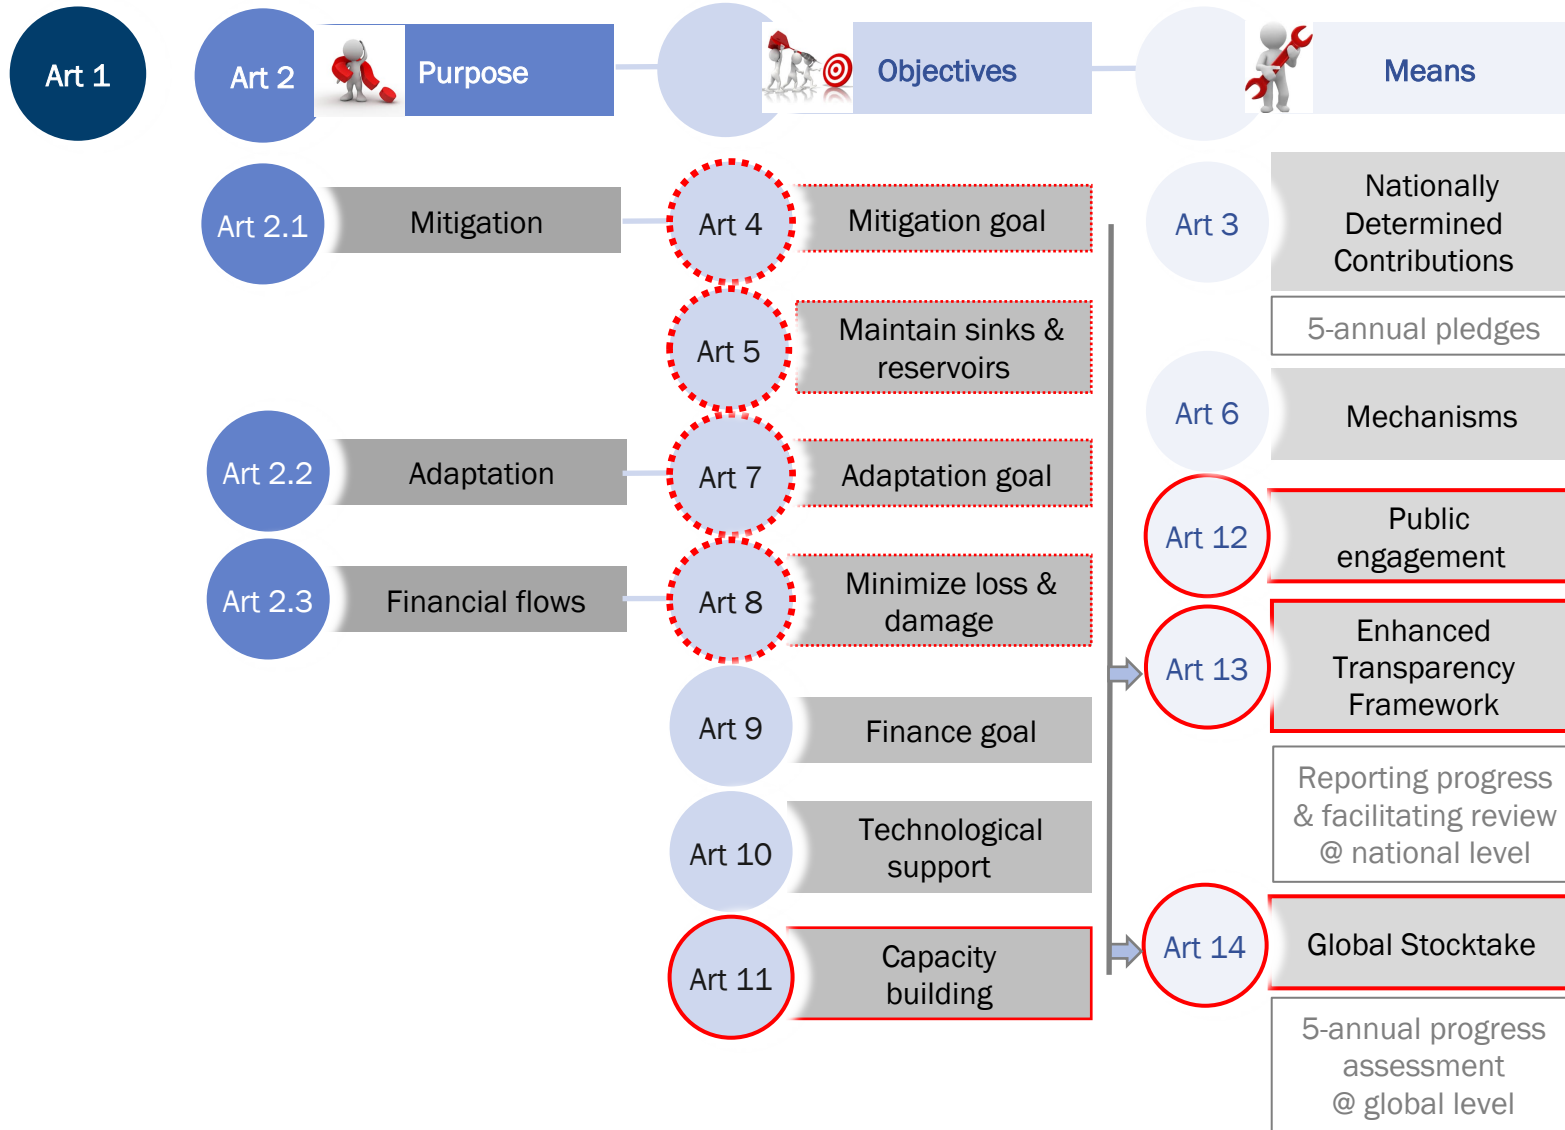 Art 1
Art 2
Purpose
Objectives
Means
Art 2.1
Mitigation
Art 4
Mitigation goal
Art 5
Maintain sinks &
reservoirs
Art 2.2
Adaptation
Art 7
Adaptation goal
Art 2.3
Financial flows
Art 8
Minimize loss &
damage
Art 9
Finance goal
Art 10
Technological
support
Art 11
Capacity
building
Art 3
Nationally
Determined
Contributions
5-annual pledges
Art 6
Mechanisms
Art 12
Public
engagement
Art 13
Enhanced
Transparency
Framework
Reporting progress
& facilitating review
@ national level
Art 14
Global Stocktake
5-annual progress
assessment
@ global level